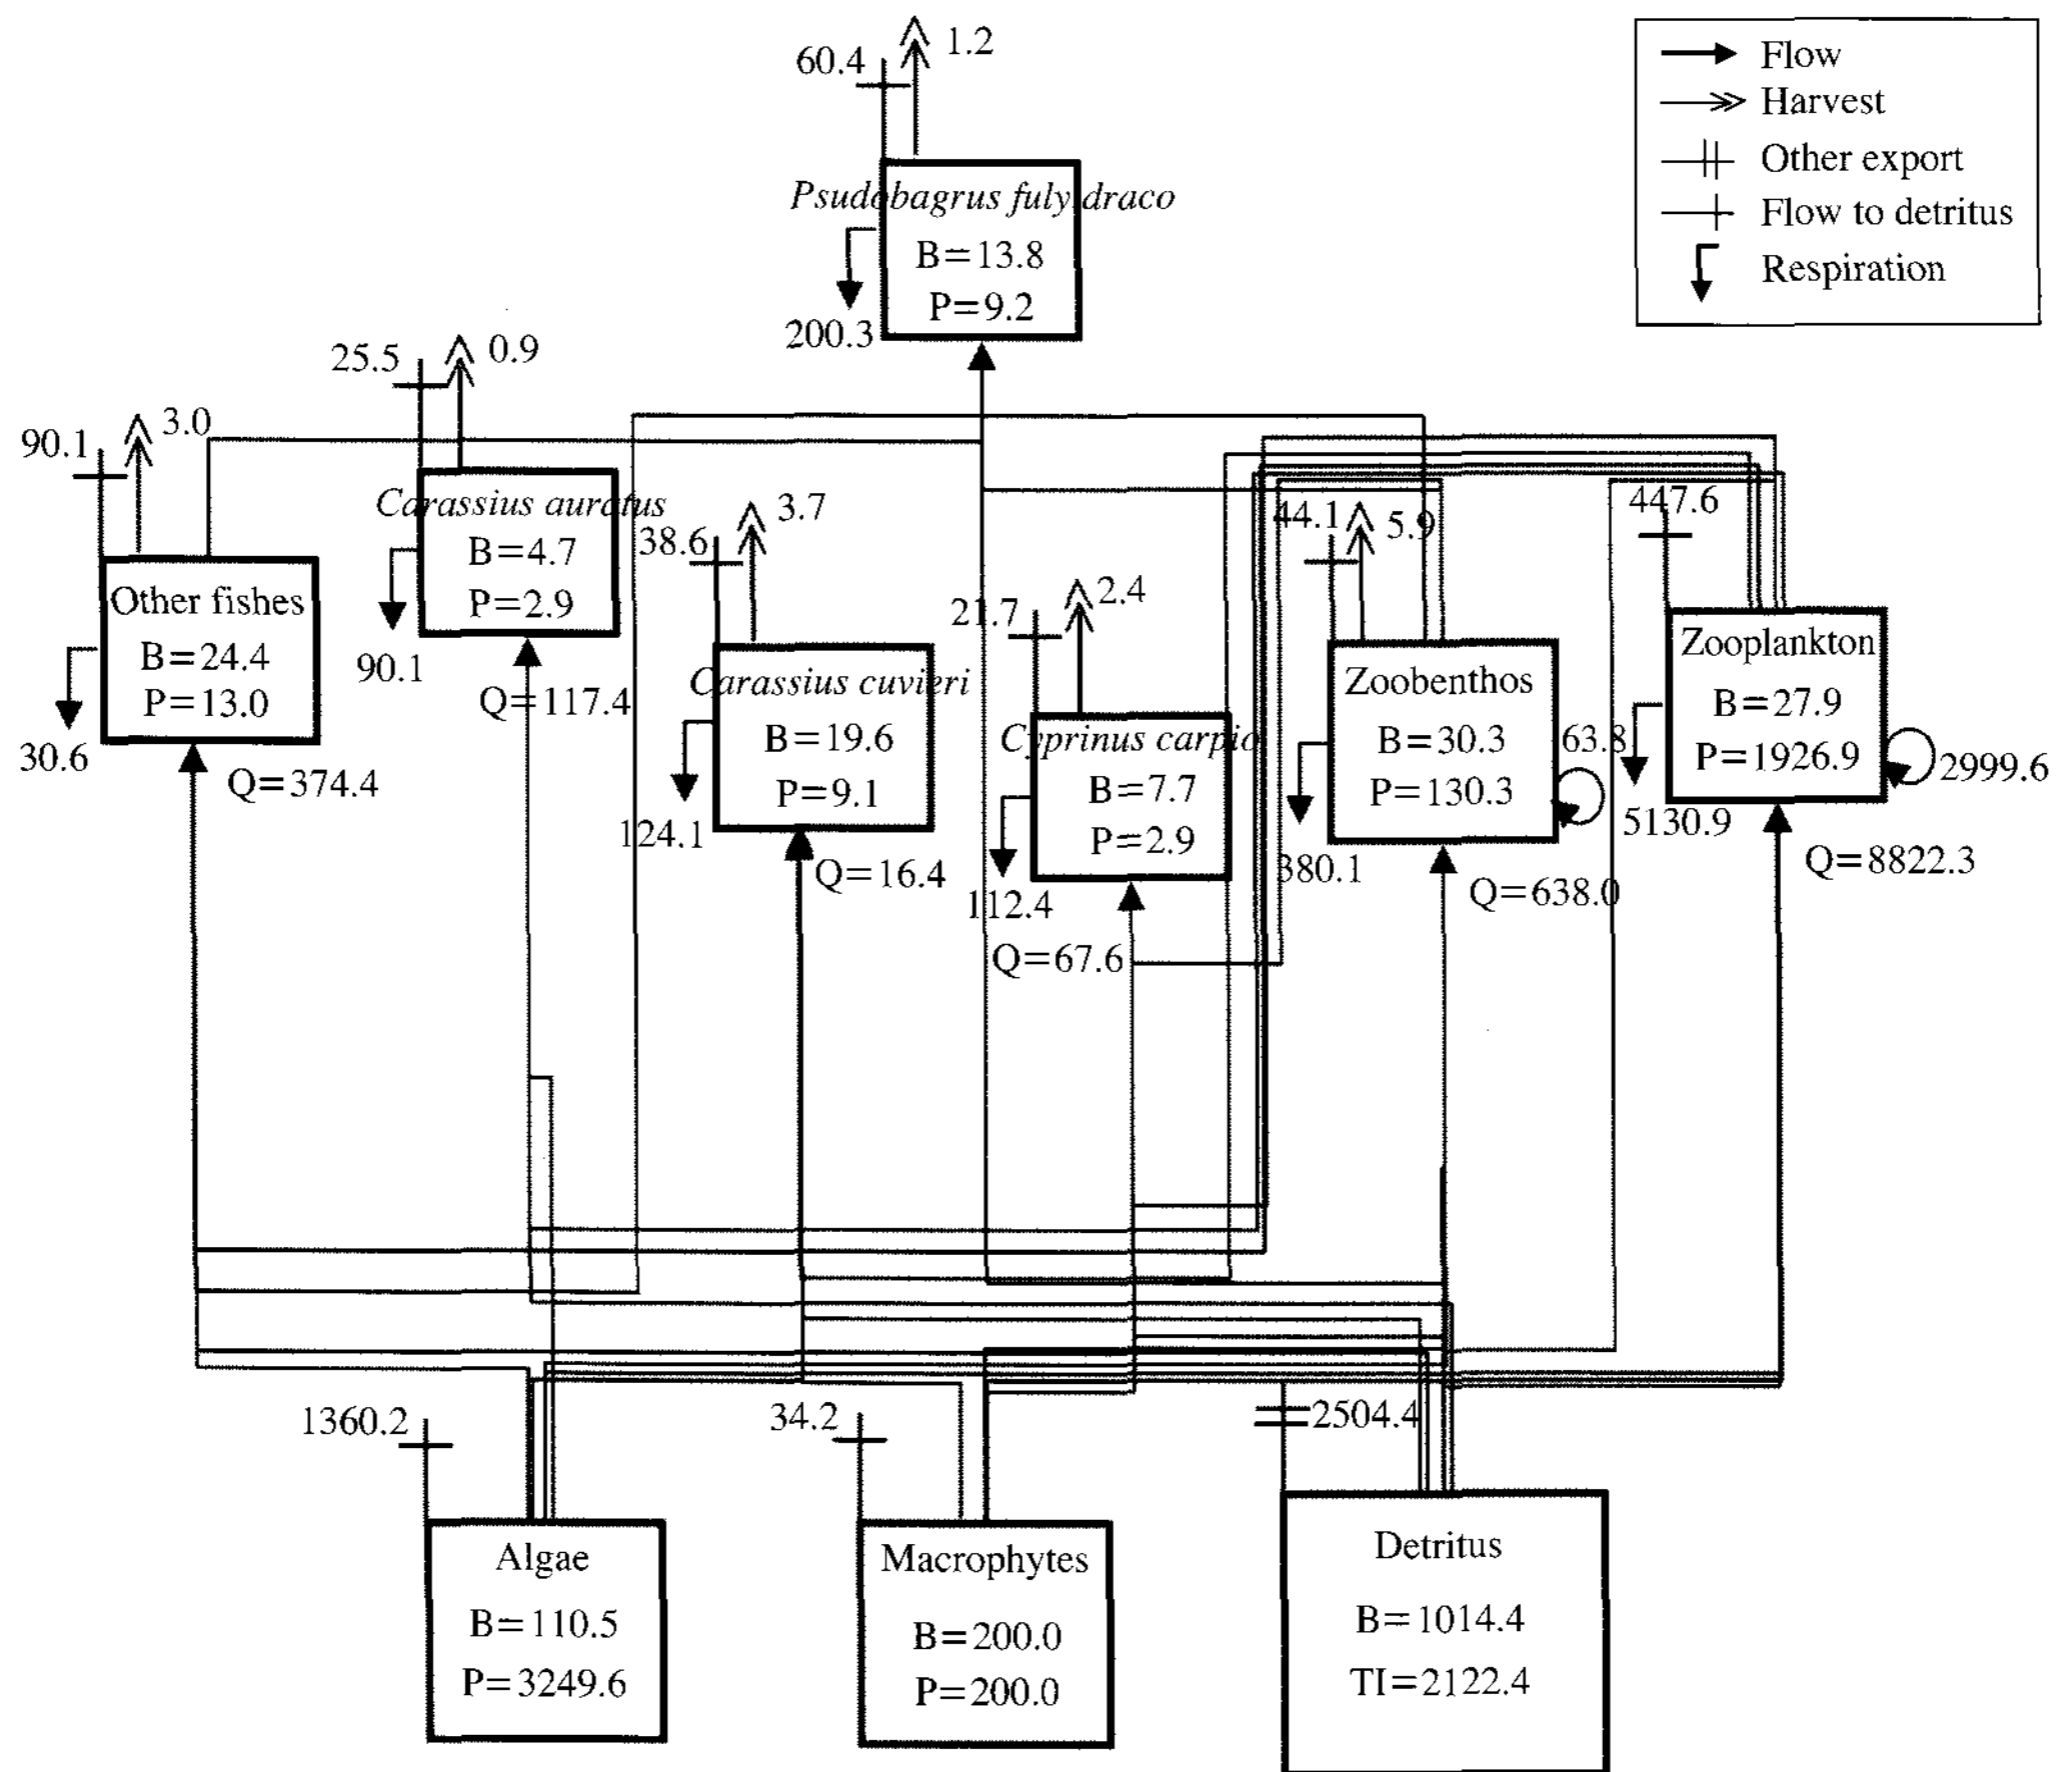 Flow
Harvest
Other export
Flow to detritus
Respiration
60.4
1.2
Psudobagrus fuly draco
B=13.8
P=9.2
200.3
25.5
0.9
Carassius auratus
B=4.7
P=2.9
90.1
Q=117.4
90.1
3.0
Other fishes
B=24.4
P=13.0
30.6
Q=374.4
38.6
3.7
Carassius cuvieri
B=19.6
P=9.1
124.1
Q=16.4
21.7
2.4
Cyprinus carpio
B=7.7
P=2.9
112.4
Q=67.6
44.1
5.9
Zoobenthos
B=30.3
P=130.3
63.8
380.1
Q=638.0
447.6
Zooplankton
B=27.9
P=1926.9
2999.6
5130.9
Q=8822.3
1360.2
Algae
B=110.5
P=3249.6
34.2
Macrophytes
B=200.0
P=200.0
2504.4
Detritus
B=1014.4
TI=2122.4